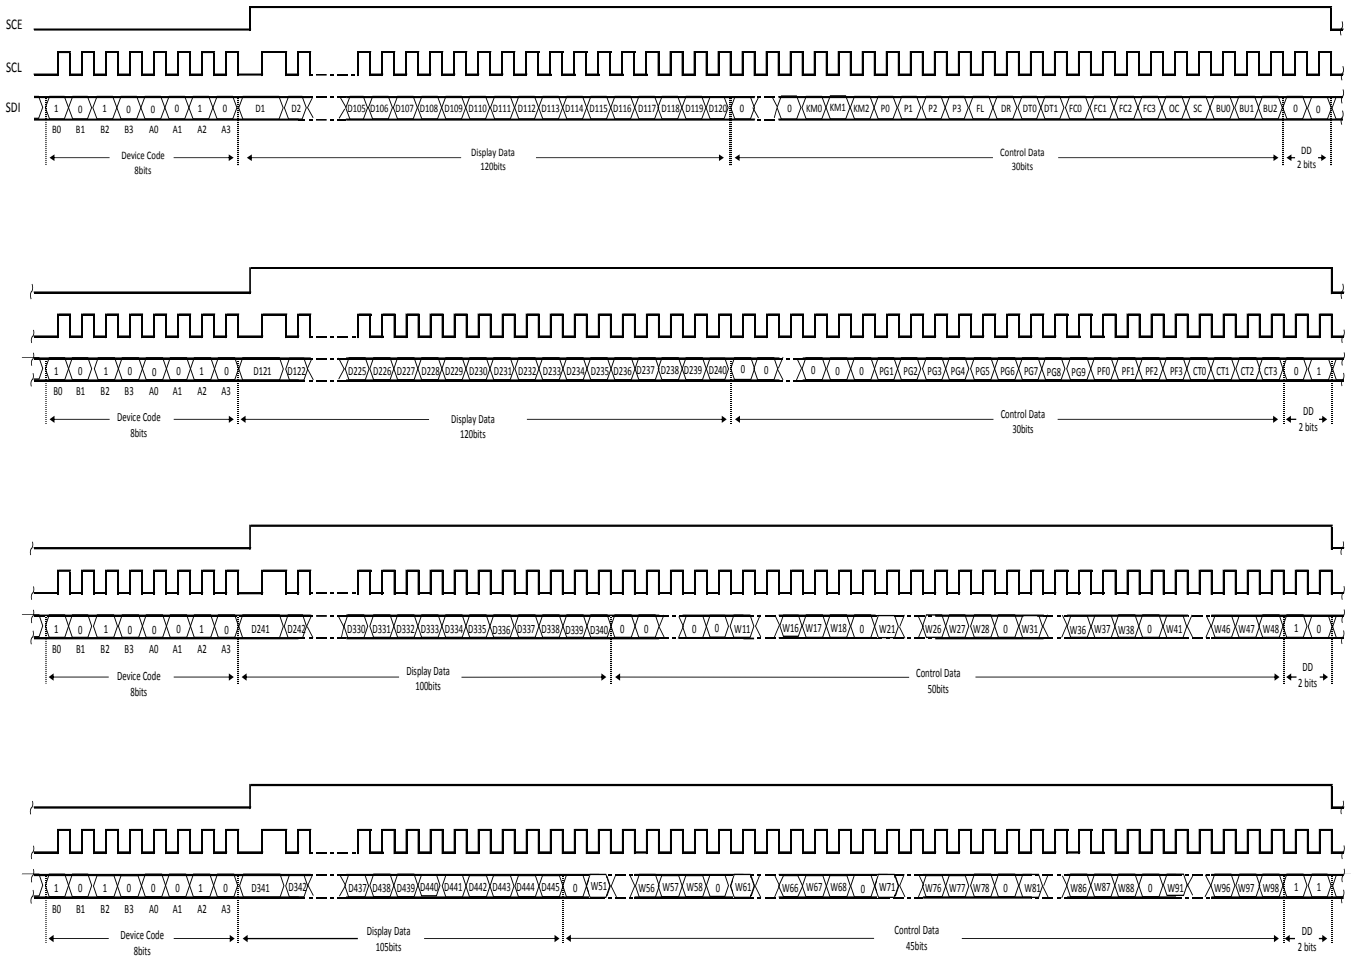 SCE
SCL
SDI 1 0 1 0 0 0 1 0 D1 D2 D105 D106 D107 D108 D109 D110 D111 D112 D113 D114 D115 D116 D117 D118 D119 D120 0 0 KM0 KM1 KM2 P0 P1 P2 P3 FL DR DT0 DT1 FC0 FC1 FC2 FC3 OC SC BU0 BU1 BU2 0 0
B0 B1 B2 B3 A0 A1 A2 A3
Device Code Display Data Control Data DD
8bits 120bits 30bits 2 bits
1 0 1 0 0 0 1 0 D121 D122 D225 D226 D227 D228 D229 D230 D231 D232 D233 D234 D235 D236 D237 D238 D239 D240 0 0 0 0 0 PG1 PG2 PG3 PG4 PG5 PG6 PG7 PG8 PG9 PF0 PF1 PF2 PF3 CT0 CT1 CT2 CT3 0 1
B0 B1 B2 B3 A0 A1 A2 A3
Device Code Display Data Control Data DD
8bits 120bits 30bits 2 bits
1 0 1 0 0 0 1 0 D241 D242 D330 D331 D332 D333 D334 D335 D336 D337 D338 D339 D340 0 0 0 0 W11 W16 W17 W18 0 W21 W26 W27 W28 0 W31 W36 W37 W38 0 W41 W46 W47 W48 1 0
B0 B1 B2 B3 A0 A1 A2 A3
Device Code Display Data Control Data DD
8bits 100bits 50bits 2 bits
1 0 1 0 0 0 1 0 D341 D342 D437 D438 D439 D440 D441 D442 D443 D444 D445 0 W51 W56 W57 W58 0 W61 W66 W67 W68 0 W71 W76 W77 W78 0 W81 W86 W87 W88 0 W91 W96 W97 W98 1 1
B0 B1 B2 B3 A0 A1 A2 A3
Device Code Display Data Control Data DD
8bits 105bits 45bits 2 bits